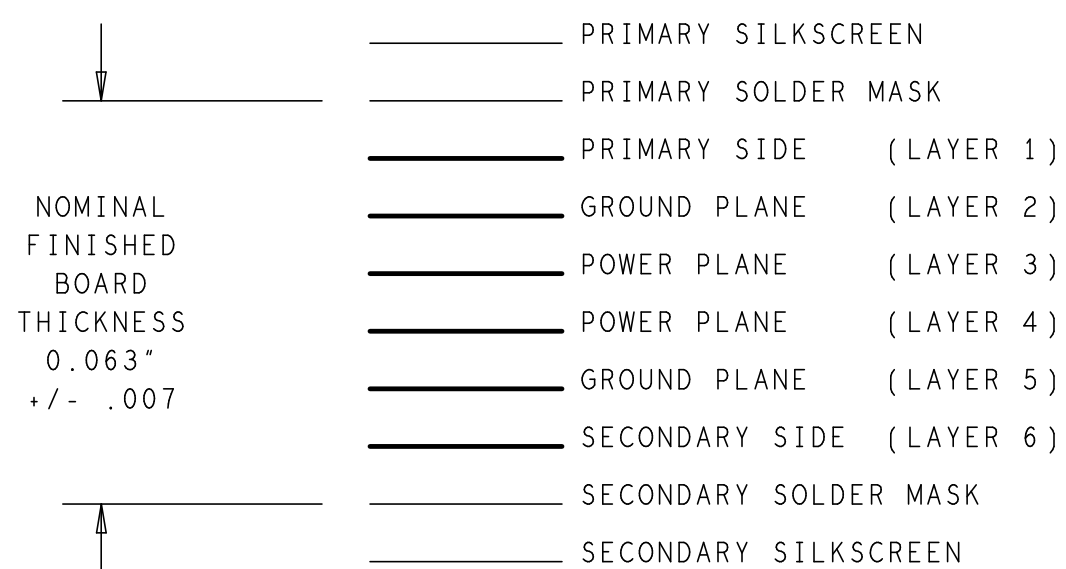 PRIMARY SILKSCREEN
PRIMARY SOLDER MASK
PRIMARY SIDE (LAYER 1)
GROUND PLANE (LAYER 2)
POWER PLANE (LAYER 3)
POWER PLANE (LAYER 4)
GROUND PLANE (LAYER 5)
SECONDARY SIDE (LAYER 6)
SECONDARY SOLDER MASK
SECONDARY SILKSCREEN
NOMINAL
FINISHED
BOARD
THICKNESS
0.063"
+/- .007